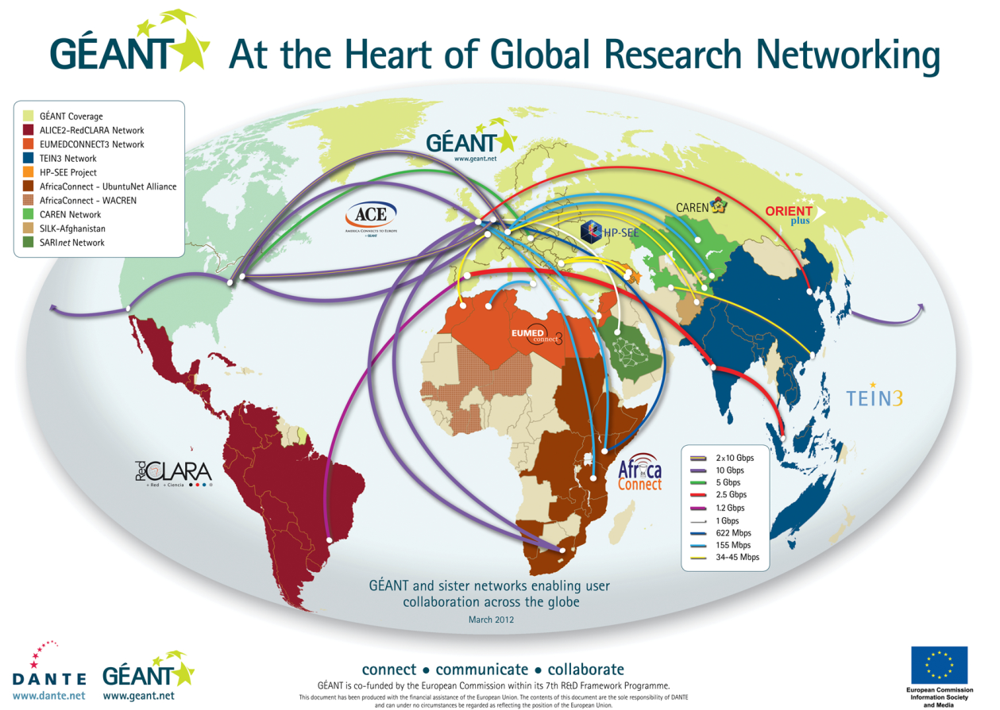 GÉANT At the Heart of Global Research Networking
GÉANT Coverage
ALICE2-RedCLARA Network
EUMEDCONNECT3 Network
TEIN3 Network
HP-SEE Project
AfricaConnect - UbuntuNet Alliance
AfricaConnect - WACREN
CAREN Network
SILK-Afghanistan
SARInet Network
GÉANT
www.geant.net
ACE
AMERICA CONNECTS TO EUROPE
+ GÉANT
CAREN
ORIENT
plus
HP-SEE
EUMED
connect 3
TEIN3
Red CLARA
+ Red + Ciencia
Africa
Connect
2x10 Gbps
10 Gbps
5 Gbps
2.5 Gbps
1.2 Gbps
1 Gbps
622 Mbps
155 Mbps
34-45 Mbps
GÉANT and sister networks enabling user
collaboration across the globe
March 2012
DANTE
www.dante.net
GÉANT
www.geant.net
connect • communicate • collaborate
GÉANT is co-funded by the European Commission within its 7th R&D Framework Programme.
This document has been produced with the financial assistance of the European Union. The contents of this document are the sole responsibility of DANTE
and can under no circumstances be regarded as reflecting the position of the European Union.
European Commission
Information Society
and Media